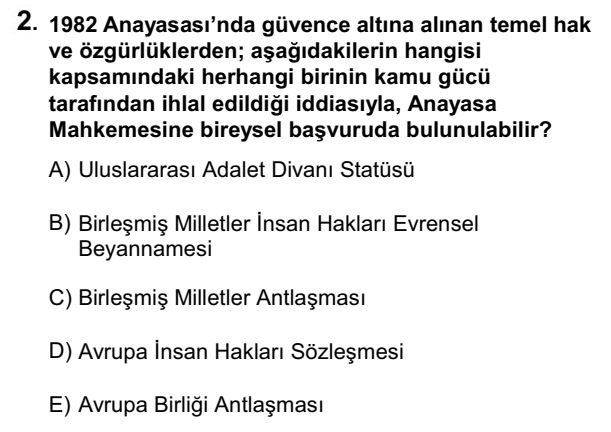 2. 1982 Anayasası’nda güvence altına alınan temel hak
ve özgürlüklerden; aşağıdakilerin hangisi
kapsamındaki herhangi birinin kamu gücü
tarafından ihlal edildiği iddiasıyla, Anayasa
Mahkemesine bireysel başvuruda bulunulabilir?
A) Uluslararası Adalet Divanı Statüsü
B) Birleşmiş Milletler İnsan Hakları Evrensel
Beyannamesi
C) Birleşmiş Milletler Antlaşması
D) Avrupa İnsan Hakları Sözleşmesi
E) Avrupa Birliği Antlaşması